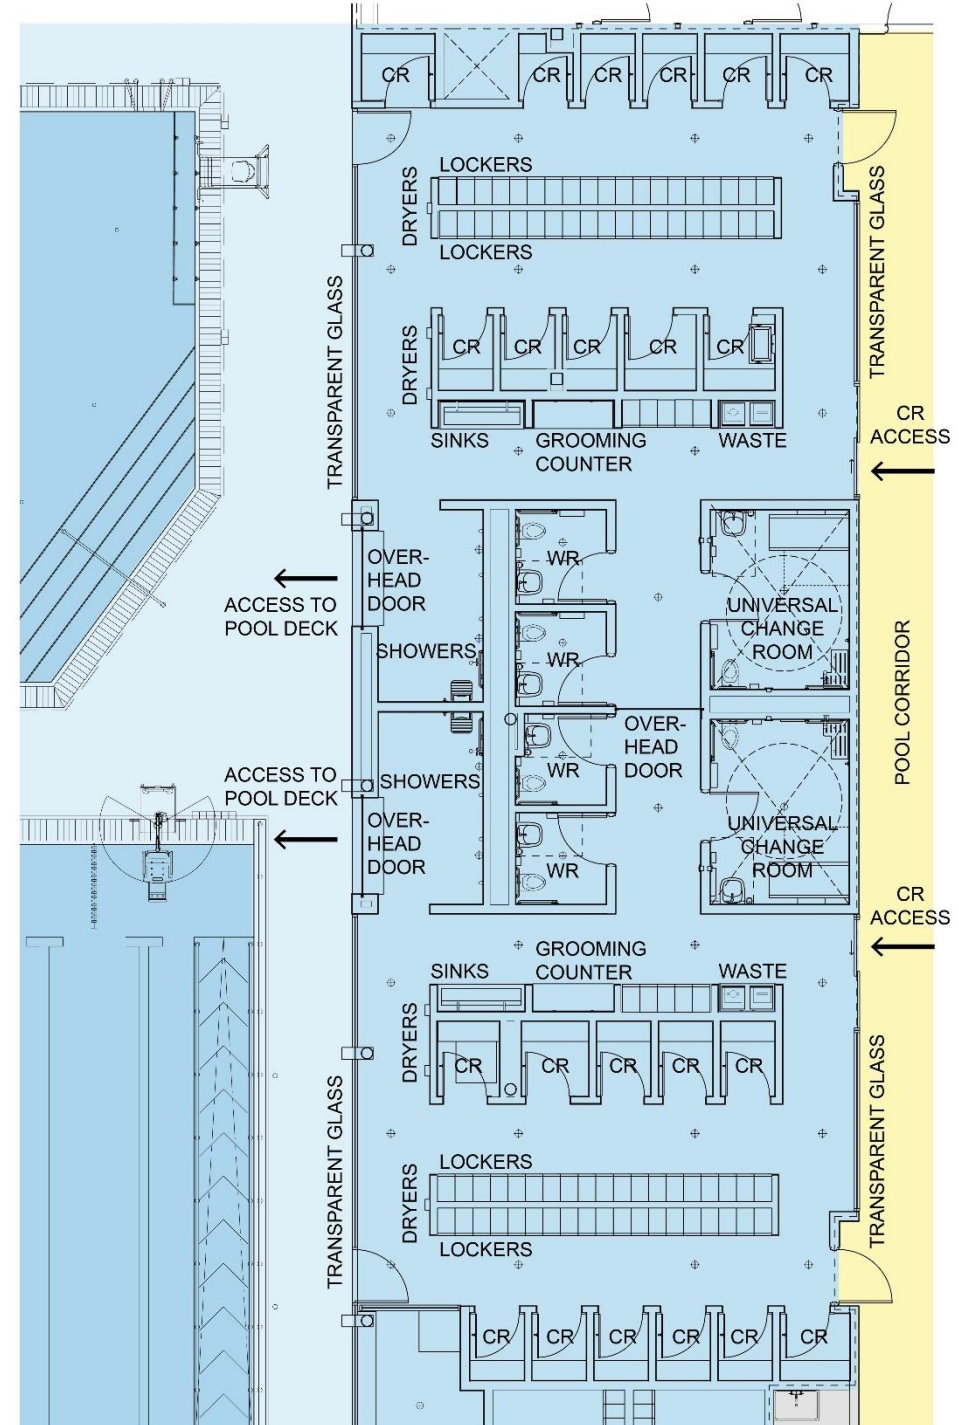 CR
CR
CR
CR
CR
CR
LOCKERS
DRYERS
LOCKERS
TRANSPARENT GLASS
TRANSPARENT GLASS
DRYERS
CR
CR
CR
CR
CR
SINKS
GROOMING
COUNTER
WASTE
CR
ACCESS
OVER-
HEAD
DOOR
ACCESS TO
POOL DECK
SHOWERS
WR
WR
UNIVERSAL
CHANGE
ROOM
POOL CORRIDOR
OVER-
HEAD
DOOR
ACCESS TO
POOL DECK
SHOWERS
WR
OVER-
HEAD
DOOR
WR
UNIVERSAL
CHANGE
ROOM
CR
ACCESS
SINKS
GROOMING
COUNTER
WASTE
DRYERS
CR
CR
CR
CR
CR
TRANSPARENT GLASS
TRANSPARENT GLASS
LOCKERS
DRYERS
LOCKERS
CR
CR
CR
CR
CR
CR